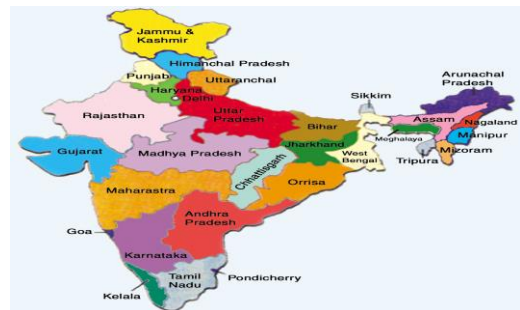 Jammu &
Kashmir
Himanchal Pradesh
Punjab
Uttaranchal
Haryana
Delhi
Arunachal
Pradesh
Sikkim
Rajasthan
Uttar
Pradesh
Assam
Nagaland
Bihar
Meghalaya
Manipur
Gujarat
Madhya Pradesh
Jharkhand
West
Bengal
Tripura
Mizoram
Chhattisgarh
Maharastra
Orrisa
Andhra
Pradesh
Goa
Karnataka
Tamil
Nadu
Pondicherry
Kelala